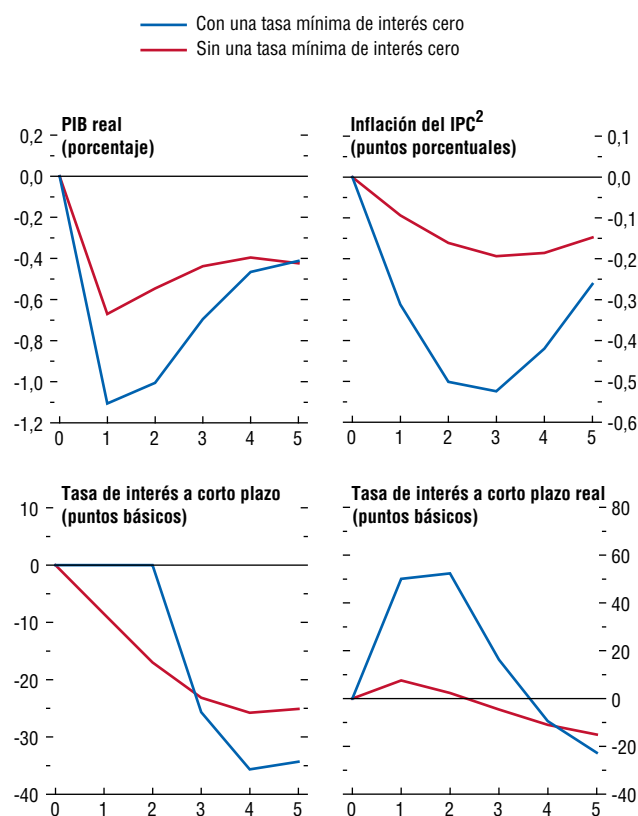 Con una tasa mínima de interés cero
Sin una tasa mínima de interés cero
PIB real
(porcentaje)
0,2
0,0
-0,2
-0,4
-0,6
-0,8
-1,0
-1,2
0 1 2 3 4 5
Inflación del IPC²
(puntos porcentuales)
0,1
0,0
-0,1
-0,2
-0,3
-0,4
-0,5
-0,6
0 1 2 3 4 5
Tasa de interés a corto plazo
(puntos básicos)
10
0
-10
-20
-30
-40
0 1 2 3 4 5
Tasa de interés a corto plazo real
(puntos básicos)
80
60
40
20
0
-20
-40
0 1 2 3 4 5